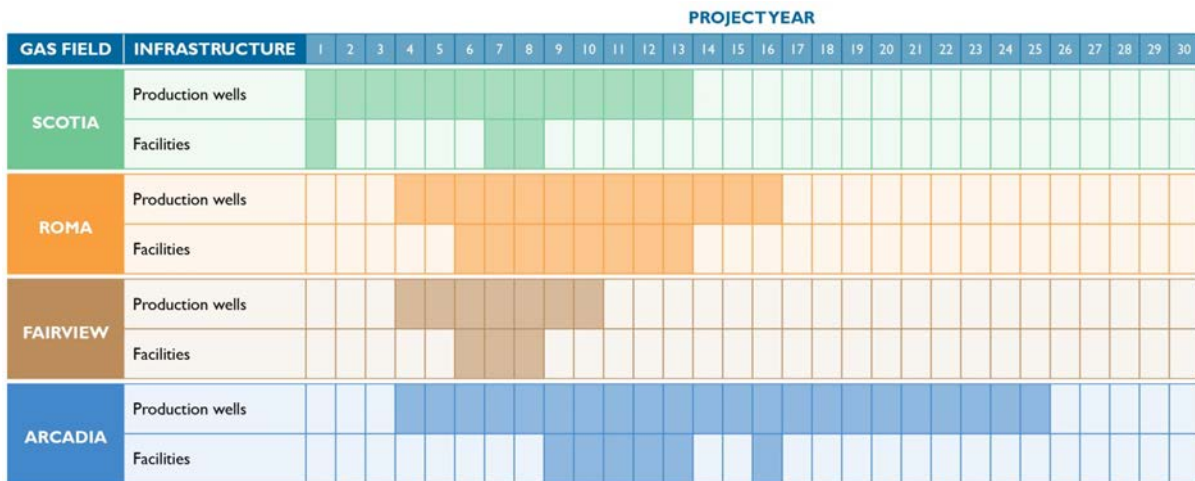 PROJECT YEAR
GAS FIELD INFRASTRUCTURE 1 2 3 4 5 6 7 8 9 10 11 12 13 14 15 16 17 18 19 20 21 22 23 24 25 26 27 28 29 30
SCOTIA
Production wells
Facilities
ROMA
Production wells
Facilities
FAIRVIEW
Production wells
Facilities
ARCADIA
Production wells
Facilities